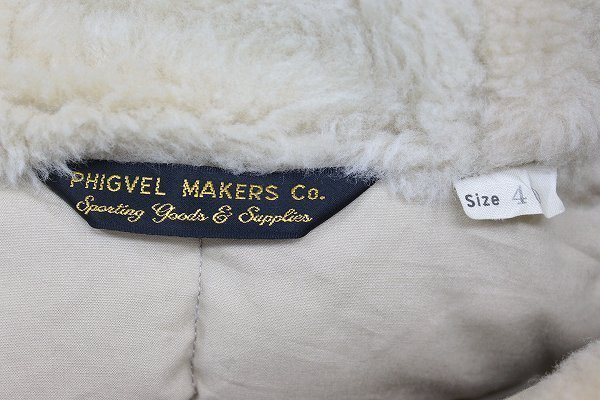 PHIGVEL MAKERS Co.
Sporting Goods & Supplies
Size 4